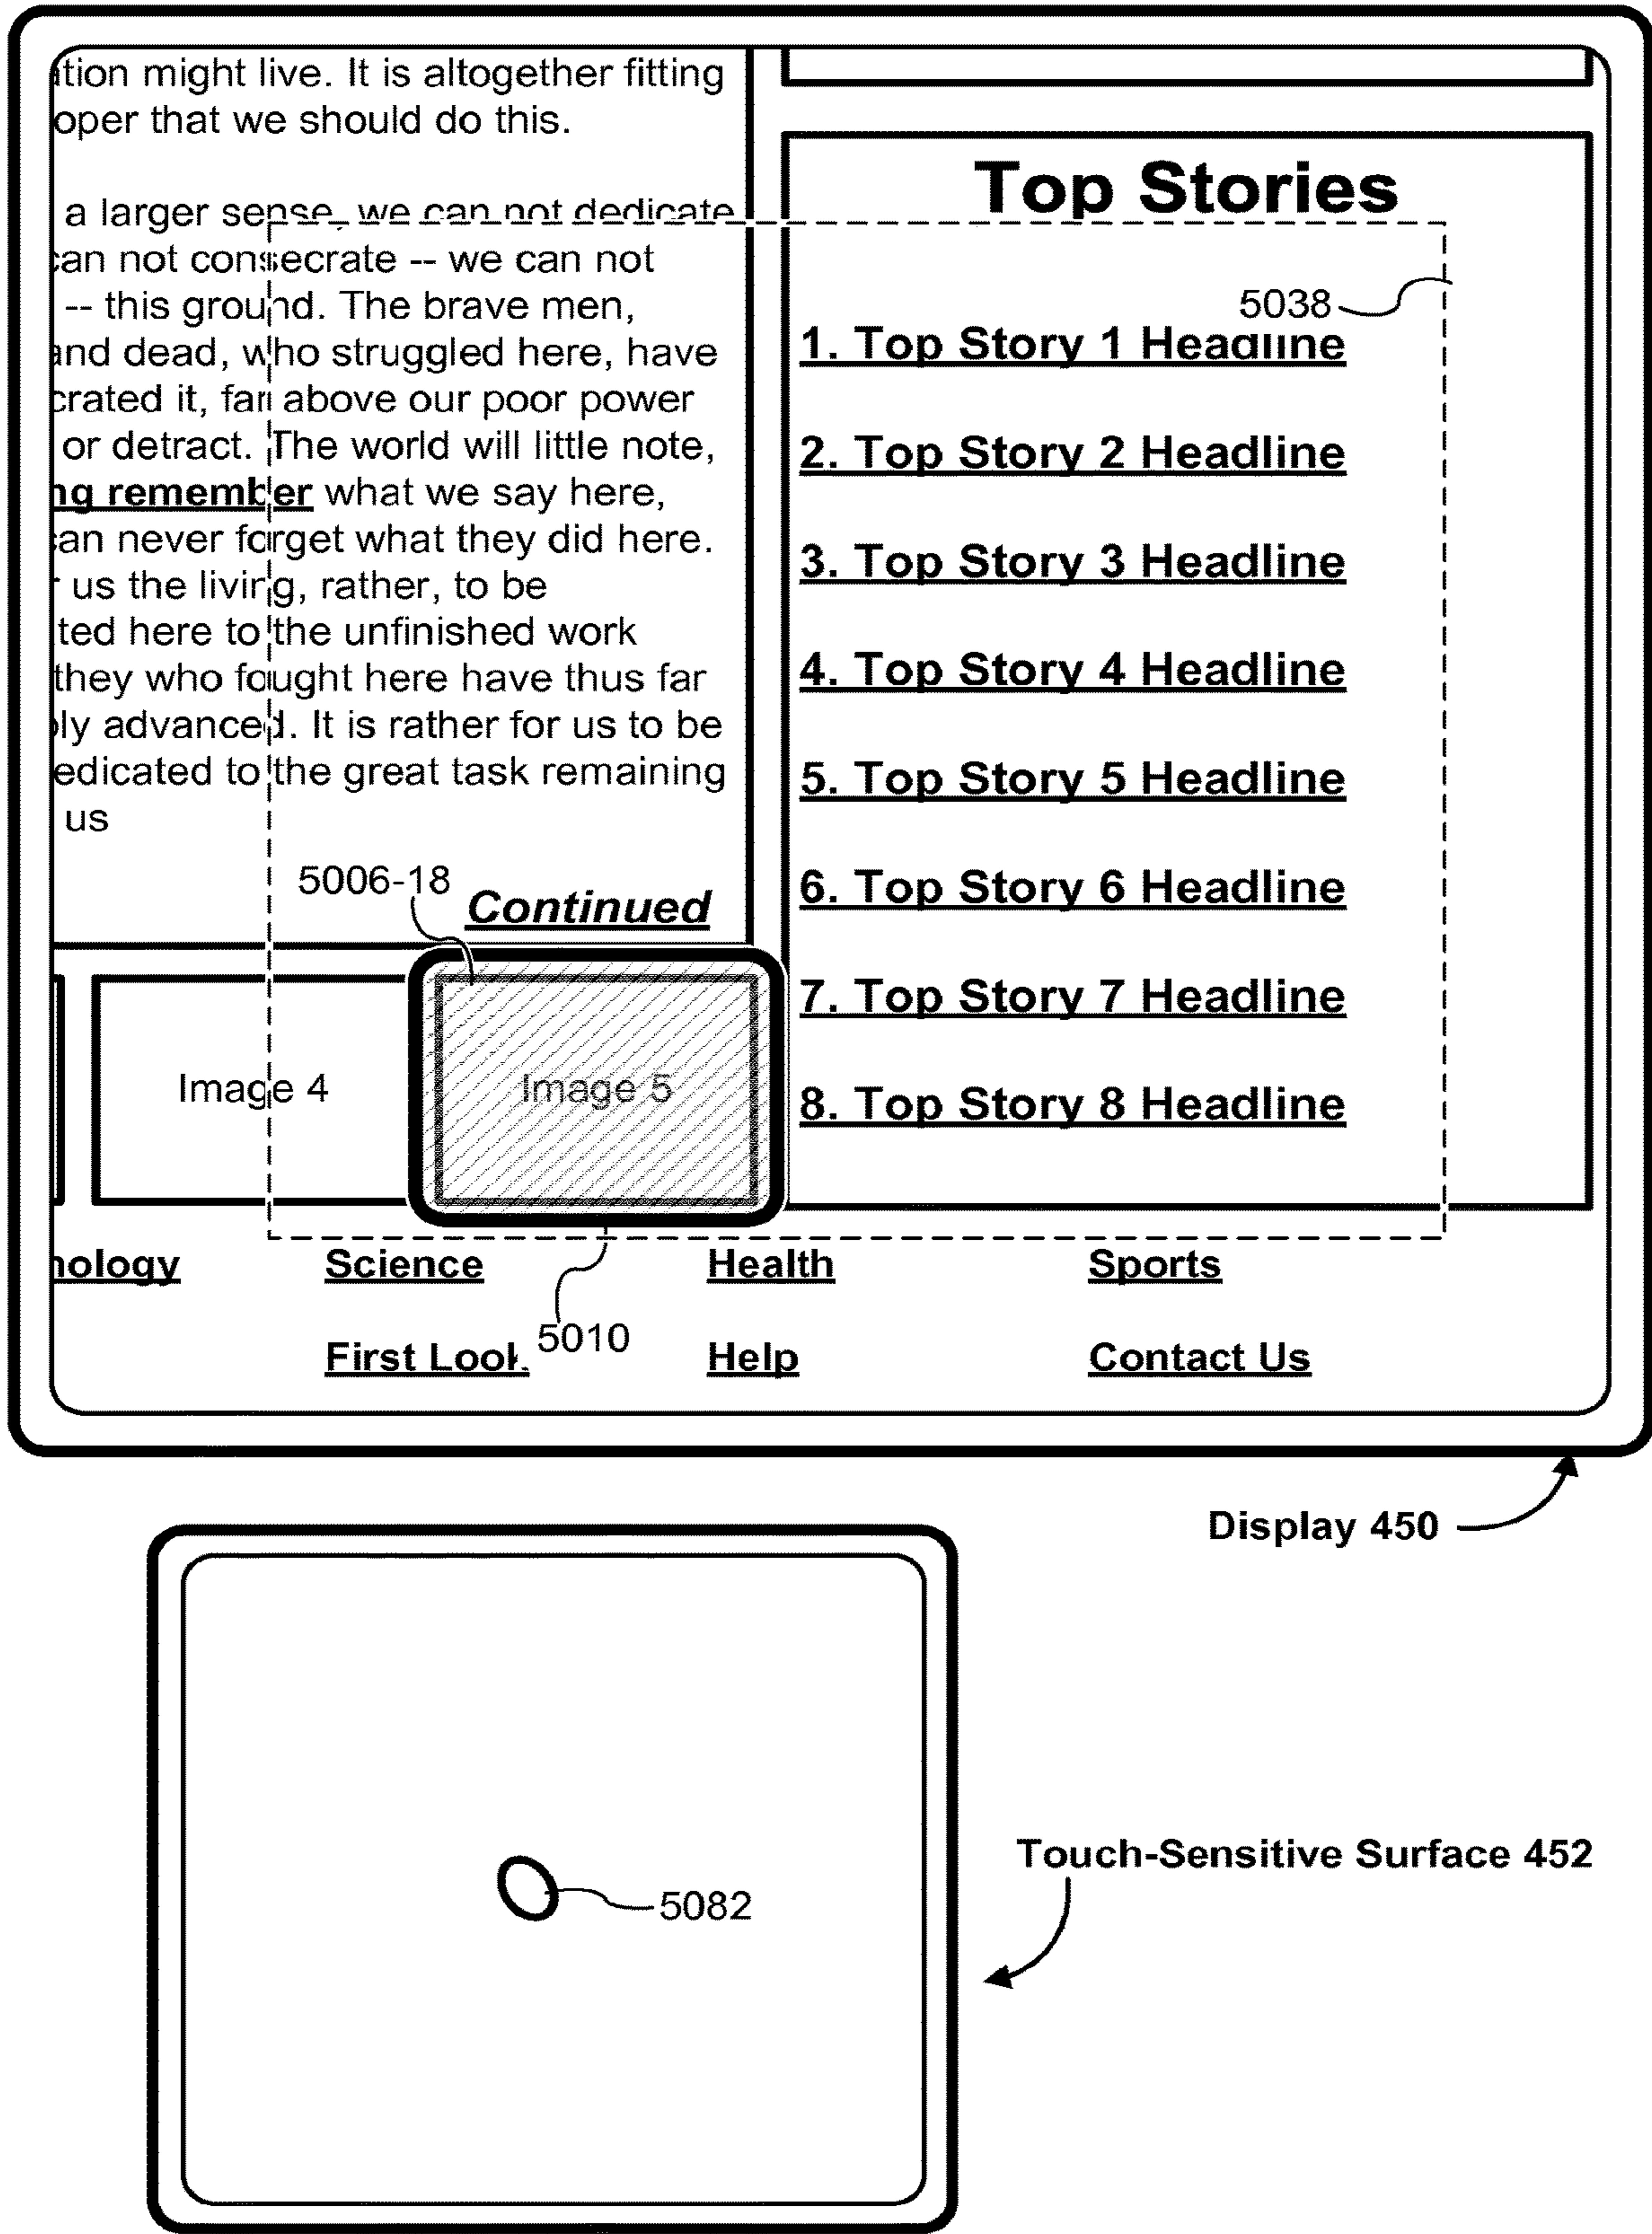 tion might live. It is altogether fitting
oper that we should do this.
a larger sense, we can not dedicate
can not consecrate -- we can not
-- this ground. The brave men,
and dead, who struggled here, have
crated it, far above our poor power
or detract. The world will little note,
ng remember what we say here,
can never forget what they did here.
r us the living, rather, to be
ted here to the unfinished work
they who fought here have thus far
ly advanced. It is rather for us to be
edicated to the great task remaining
us
Continued
5006-18
Image 4
Image 5
Top Stories
5038
1. Top Story 1 Headline
2. Top Story 2 Headline
3. Top Story 3 Headline
4. Top Story 4 Headline
5. Top Story 5 Headline
6. Top Story 6 Headline
7. Top Story 7 Headline
8. Top Story 8 Headline
nology Science Health Sports
First Look Help Contact Us
5010
Display 450
Touch-Sensitive Surface 452
5082